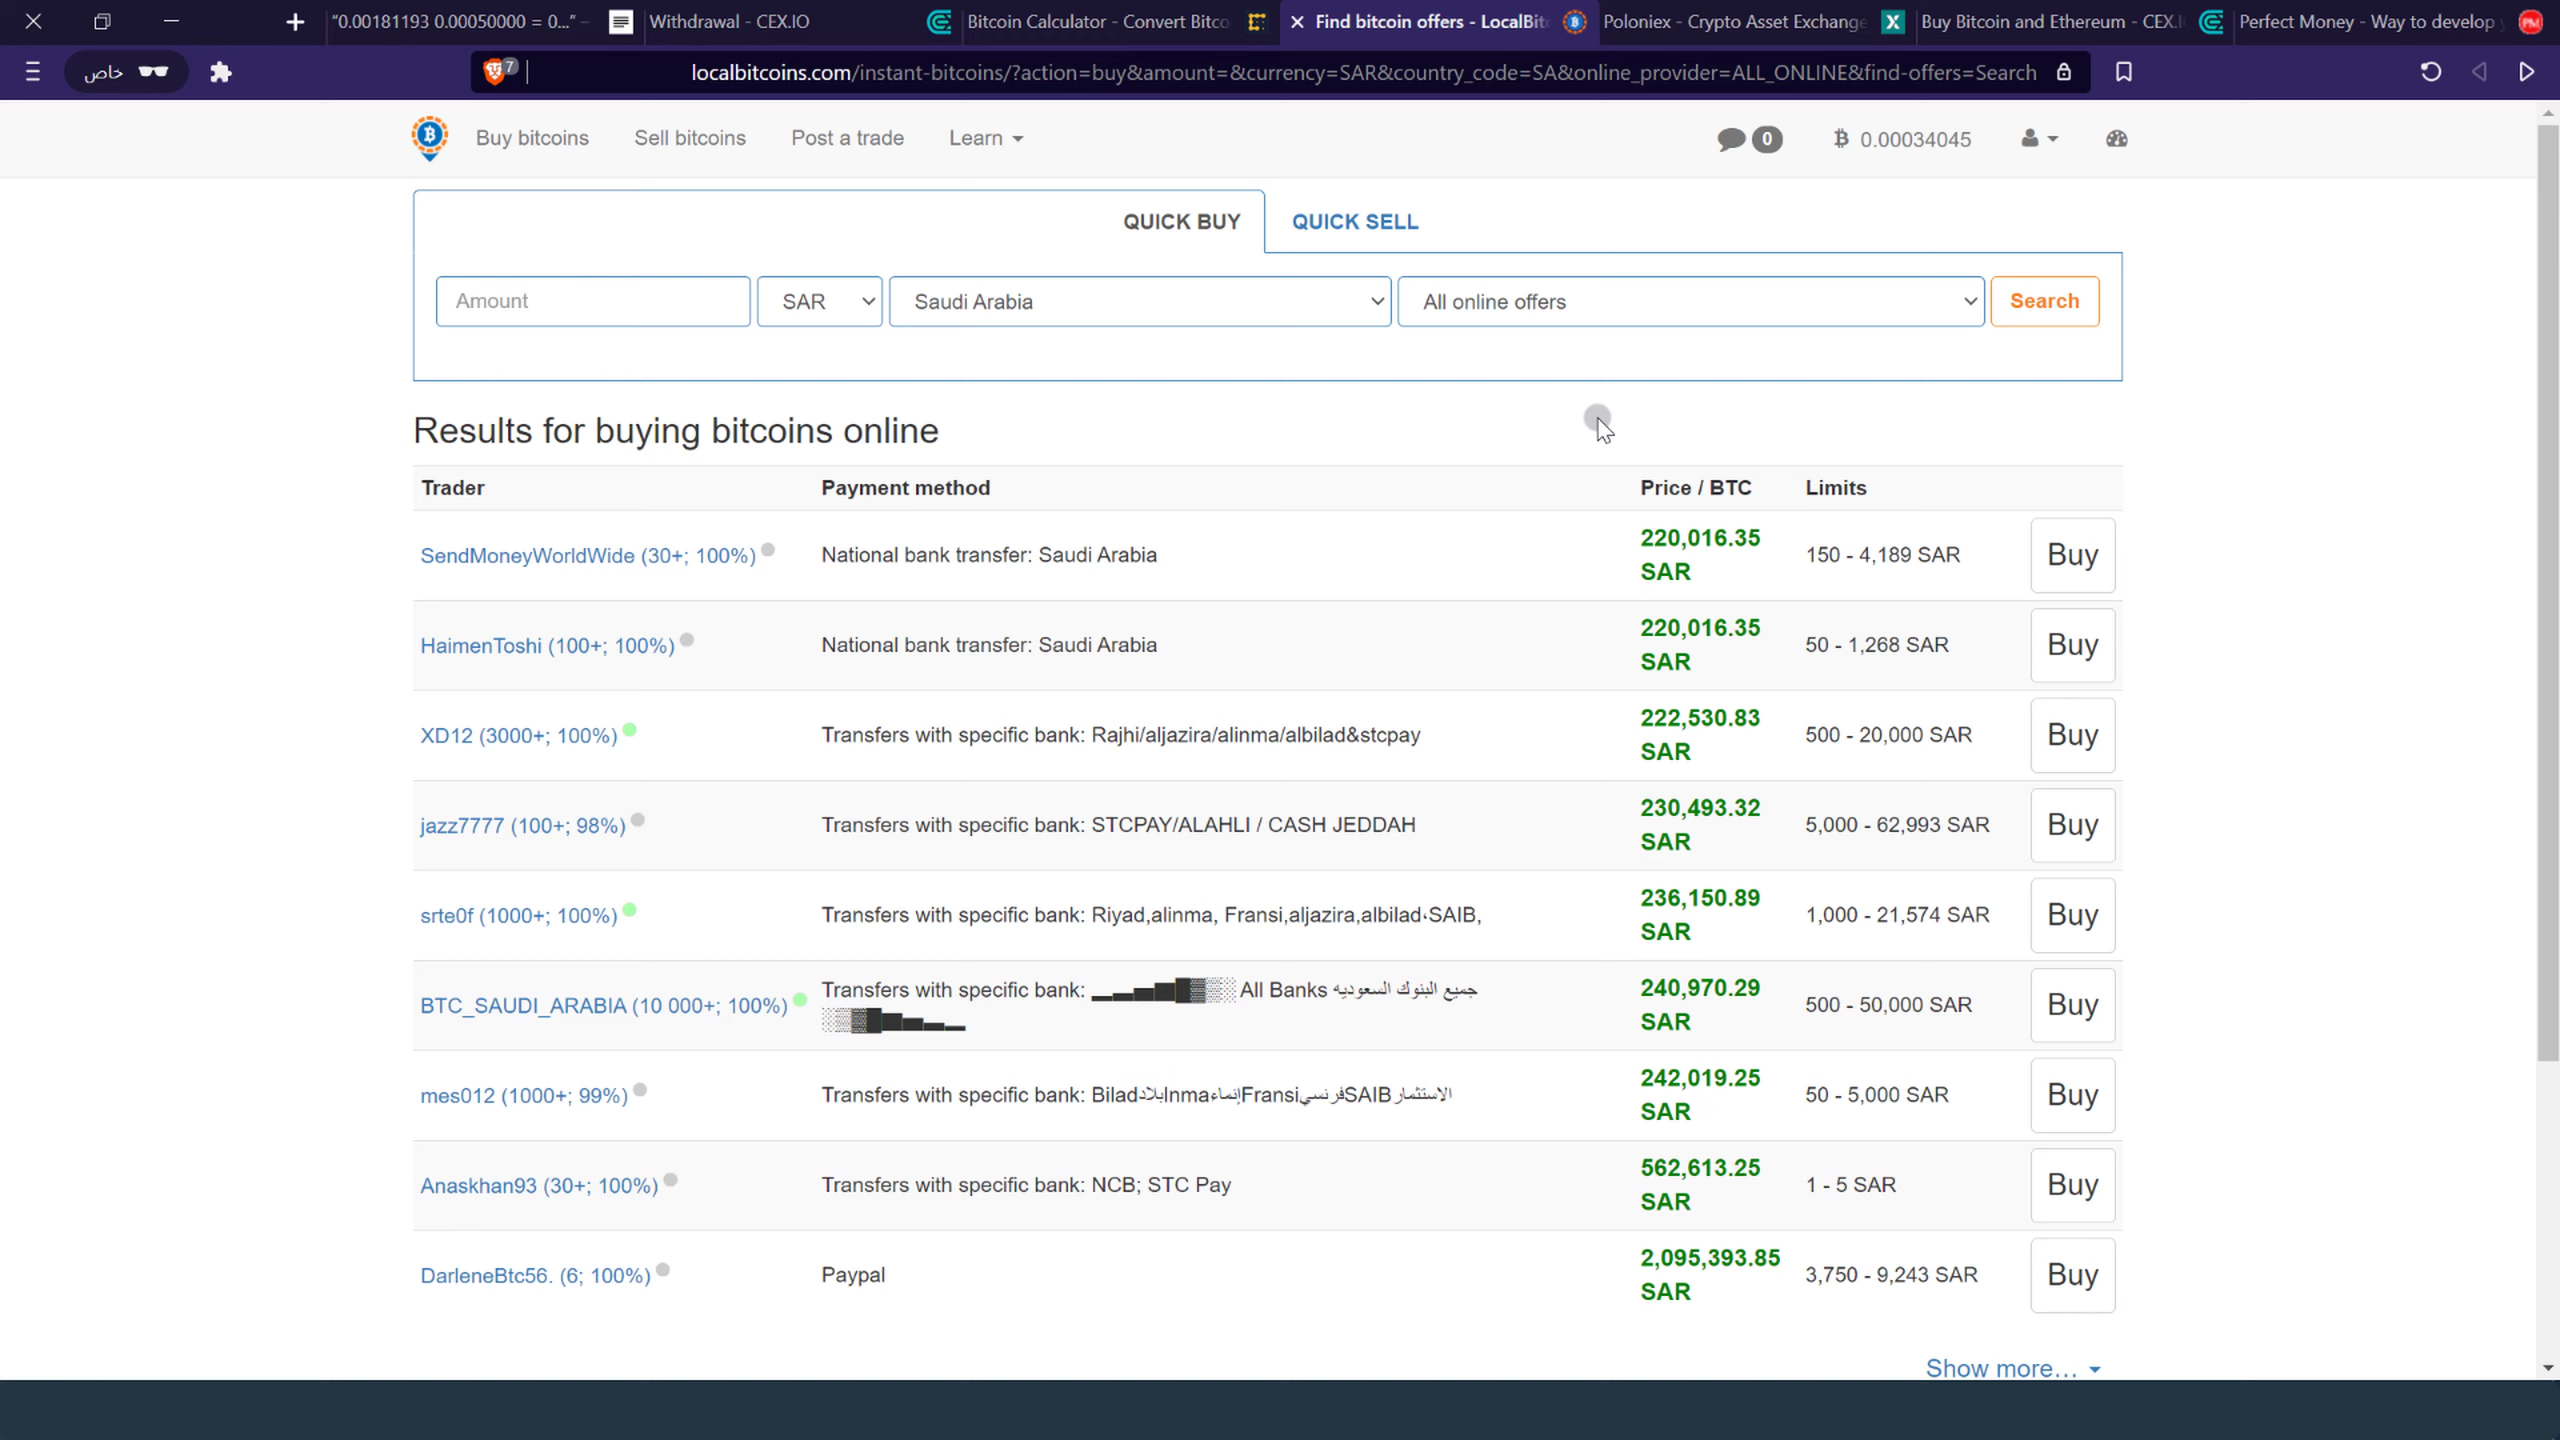 "0.00181193 0.00050000 = 0..." -
Withdrawal - CEX.IO
Bitcoin Calculator - Convert Bitco
Find bitcoin offers - LocalBit
Poloniex - Crypto Asset Exchange
Buy Bitcoin and Ethereum - CEX.I
Perfect Money - Way to develop
PM
خاص
7
localbitcoins.com/instant-bitcoins/?action=buy&amount=&currency=SAR&country_code=SA&online_provider=ALL_ONLINE&find-offers=Search
Buy bitcoins
Sell bitcoins
Post a trade
Learn
0
0.00034045
QUICK BUY
QUICK SELL
Amount
SAR
Saudi Arabia
All online offers
Search
Results for buying bitcoins online
Trader Payment method Price / BTC Limits
SendMoneyWorldWide (30+; 100%) National bank transfer: Saudi Arabia 220,016.35 150 - 4,189 SAR Buy
SAR
HaimenToshi (100+; 100%) National bank transfer: Saudi Arabia 220,016.35 50 - 1,268 SAR Buy
SAR
XD12 (3000+; 100%) Transfers with specific bank: Rajhi/aljazira/alinma/albilad&stcpay 222,530.83 500 - 20,000 SAR Buy
SAR
jazz7777 (100+; 98%) Transfers with specific bank: STCPAY/ALAHLI / CASH JEDDAH 230,493.32 5,000 - 62,993 SAR Buy
SAR
srte0f (1000+; 100%) Transfers with specific bank: Riyad,alinma, Fransi,aljazira,albilad،SAIB, 236,150.89 1,000 - 21,574 SAR Buy
SAR
BTC_SAUDI_ARABIA (10 000+; 100%) Transfers with specific bank: ▂▃▅▆█▓▒░ All Banks جميع البنوك السعوديه 240,970.29 500 - 50,000 SAR Buy
░▒▓█▆▅▃▂ SAR
mes012 (1000+; 99%) Transfers with specific bank: BiladبلادInmaإنماءFransiفرنسيSAIBالاستثمار 242,019.25 50 - 5,000 SAR Buy
SAR
Anaskhan93 (30+; 100%) Transfers with specific bank: NCB; STC Pay 562,613.25 1 - 5 SAR Buy
SAR
DarleneBtc56. (6; 100%) Paypal 2,095,393.85 3,750 - 9,243 SAR Buy
SAR
Show more…